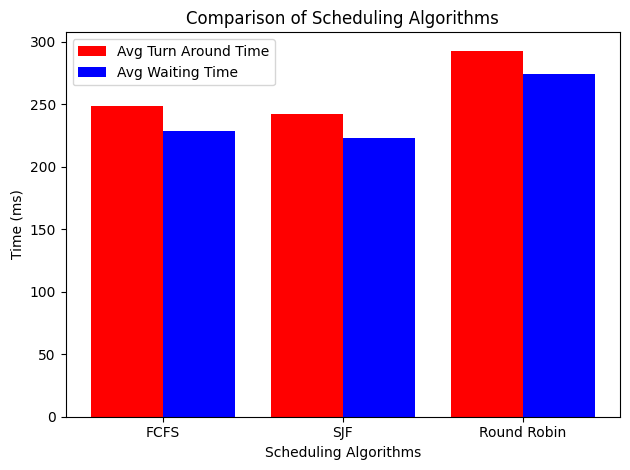 Comparison of Scheduling Algorithms
Avg Turn Around Time
Avg Waiting Time
300
250
200
150
100
50
0
Time (ms)
FCFS
SJF
Round Robin
Scheduling Algorithms